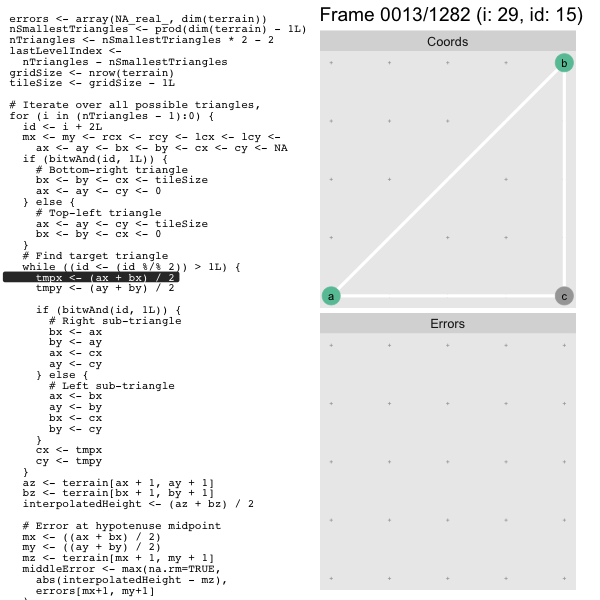 errors <- array(NA_real_, dim(terrain))
nSmallestTriangles <- prod(dim(terrain) - 1L)
nTriangles <- nSmallestTriangles * 2 - 2
lastLevelIndex <-
  nTriangles - nSmallestTriangles
gridSize <- nrow(terrain)
tileSize <- gridSize - 1L

# Iterate over all possible triangles,
for (i in (nTriangles - 1):0) {
  id <- i + 2L
  mx <- my <- rcx <- rcy <- lcx <- lcy <-
    ax <- ay <- bx <- by <- cx <- cy <- NA
  if (bitwAnd(id, 1L)) {
    # Bottom-right triangle
    bx <- by <- cx <- tileSize
    ax <- ay <- cy <- 0
  } else {
    # Top-left triangle
    ax <- ay <- cy <- tileSize
    bx <- by <- cx <- 0
  }
  # Find target triangle
  while ((id <- (id %/% 2)) > 1L) {
    tmpx <- (ax + bx) / 2
    tmpy <- (ay + by) / 2

    if (bitwAnd(id, 1L)) {
      # Right sub-triangle
      bx <- ax
      by <- ay
      ax <- cx
      ay <- cy
    } else {
      # Left sub-triangle
      ax <- bx
      ay <- by
      bx <- cx
      by <- cy
    }
    cx <- tmpx
    cy <- tmpy
  }
  az <- terrain[ax + 1, ay + 1]
  bz <- terrain[bx + 1, by + 1]
  interpolatedHeight <- (az + bz) / 2

  # Error at hypotenuse midpoint
  mx <- ((ax + bx) / 2)
  my <- ((ay + by) / 2)
  mz <- terrain[mx + 1, my + 1]
  middleError <- max(na.rm=TRUE,
    abs(interpolatedHeight - mz),
    errors[mx+1, my+1]
Frame 0013/1282 (i: 29, id: 15)
Coords
b
a
c
Errors